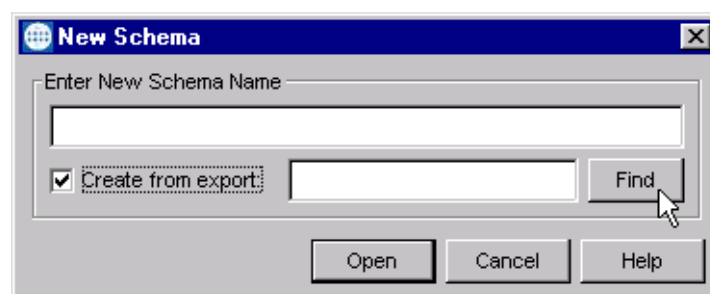 New Schema
Enter New Schema Name
Create from export:
Find
Open Cancel Help